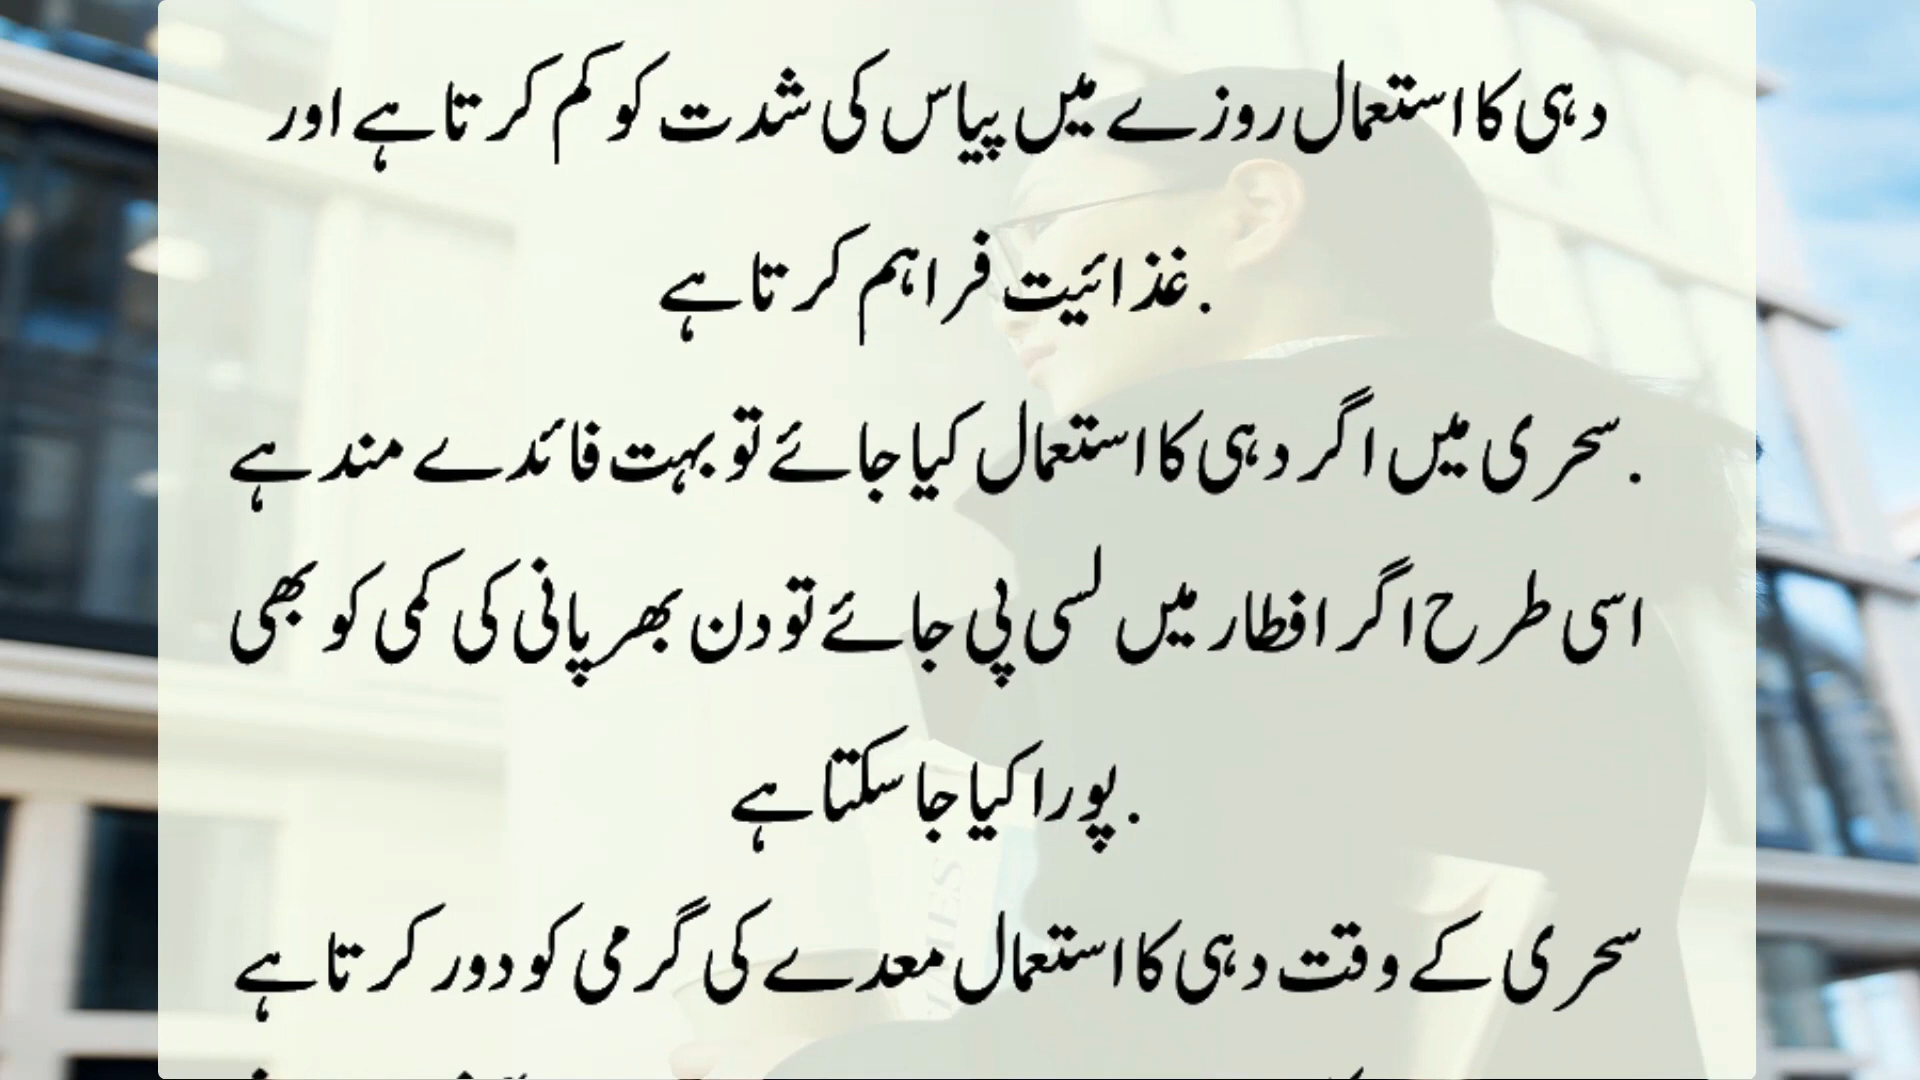 دہی کا استعمال روزے میں پیاس کی شدت کو کم کرتا ہے اور
.غذائیت فراہم کرتا ہے
.سحری میں اگر دہی کا استعمال کیا جائے تو بہت فائدے مند ہے
اسی طرح اگر افطار میں لسی پی جائے تو دن بھر پانی کی کمی کو بھی
.پورا کیا جا سکتا ہے
سحری کے وقت دہی کا استعمال معدے کی گرمی کو دور کرتا ہے